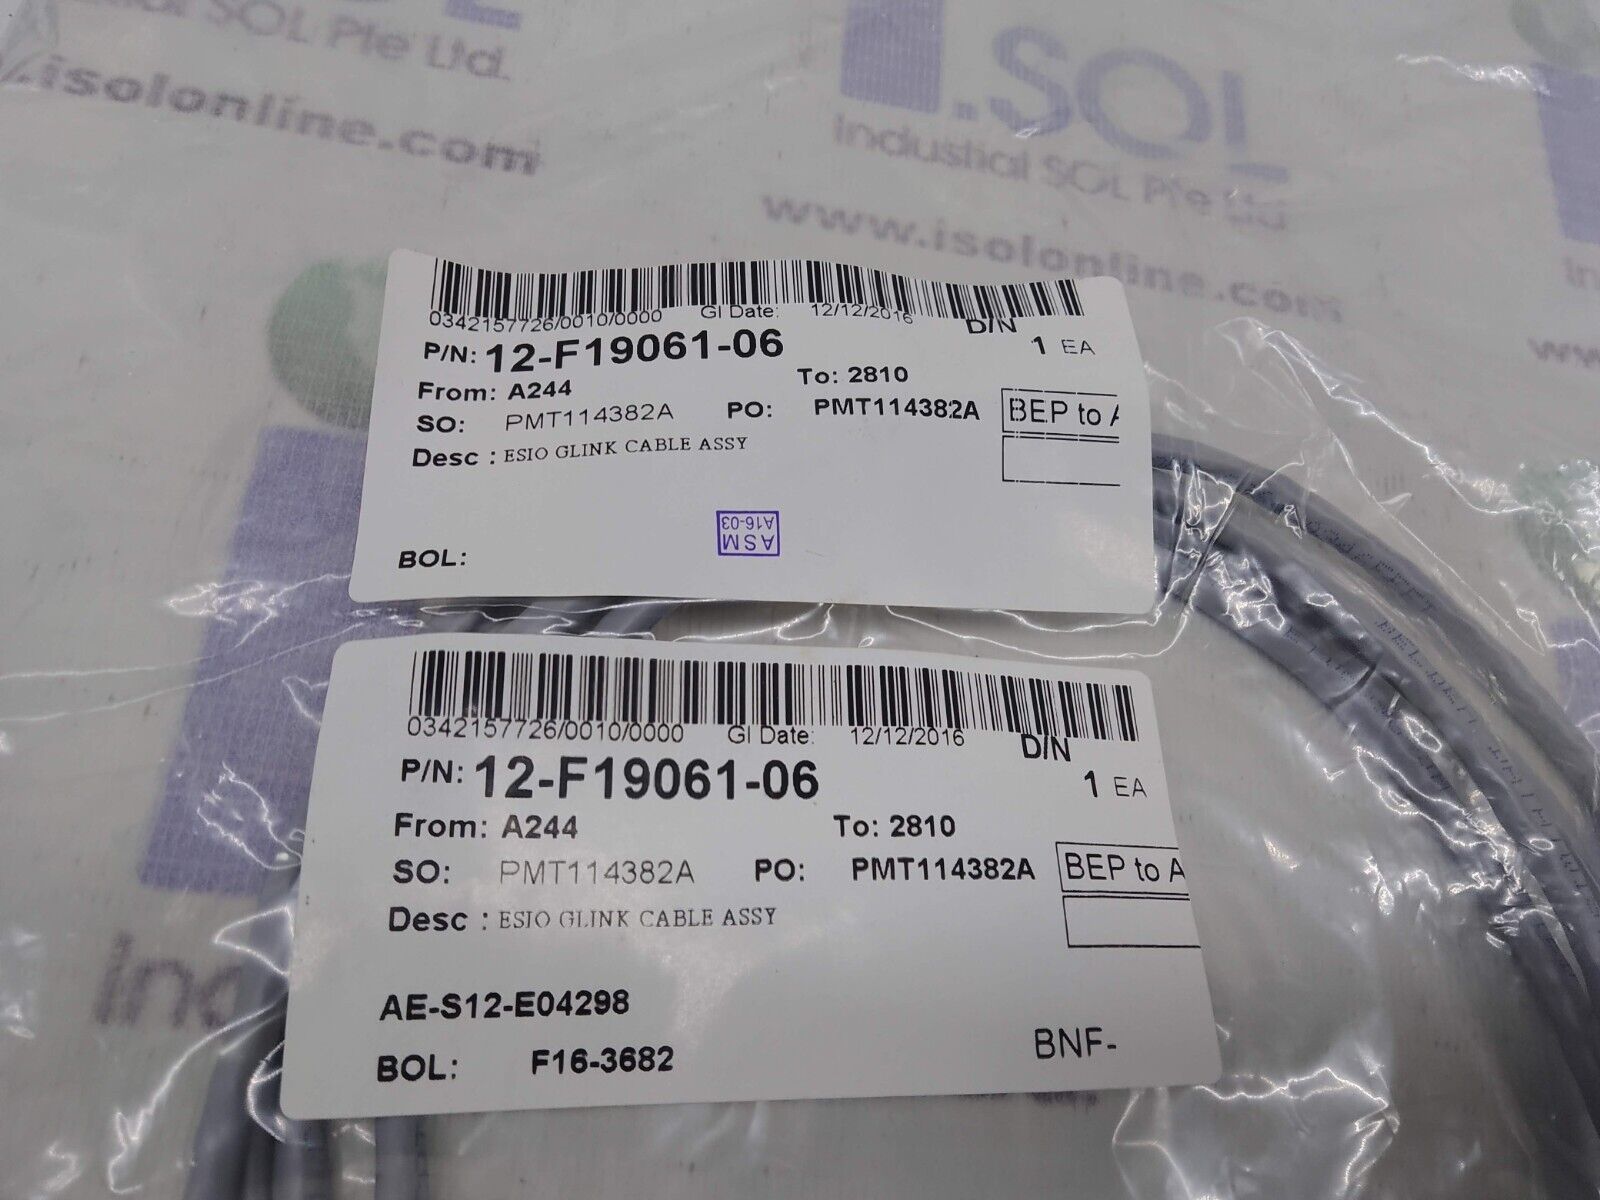 Industial SOL Pte Ltd.
isolonline.com
I.SOL
Industial SOL Pte Ltd
www.isolonline.com
0342157726/0010/0000 GI Date: 12/12/2016 D/N
P/N: 12-F19061-06 1 EA
From: A244 To: 2810
SO: PMT114382A PO: PMT114382A BEP to A
Desc : ESIO GLINK CABLE ASSY
ASM
A16-03
BOL:
0342157726/0010/0000 GI Date: 12/12/2016 D/N
P/N: 12-F19061-06 1 EA
From: A244 To: 2810
SO: PMT114382A PO: PMT114382A BEP to A
Desc : ESIO GLINK CABLE ASSY
AE-S12-E04298
BOL: F16-3682 BNF-